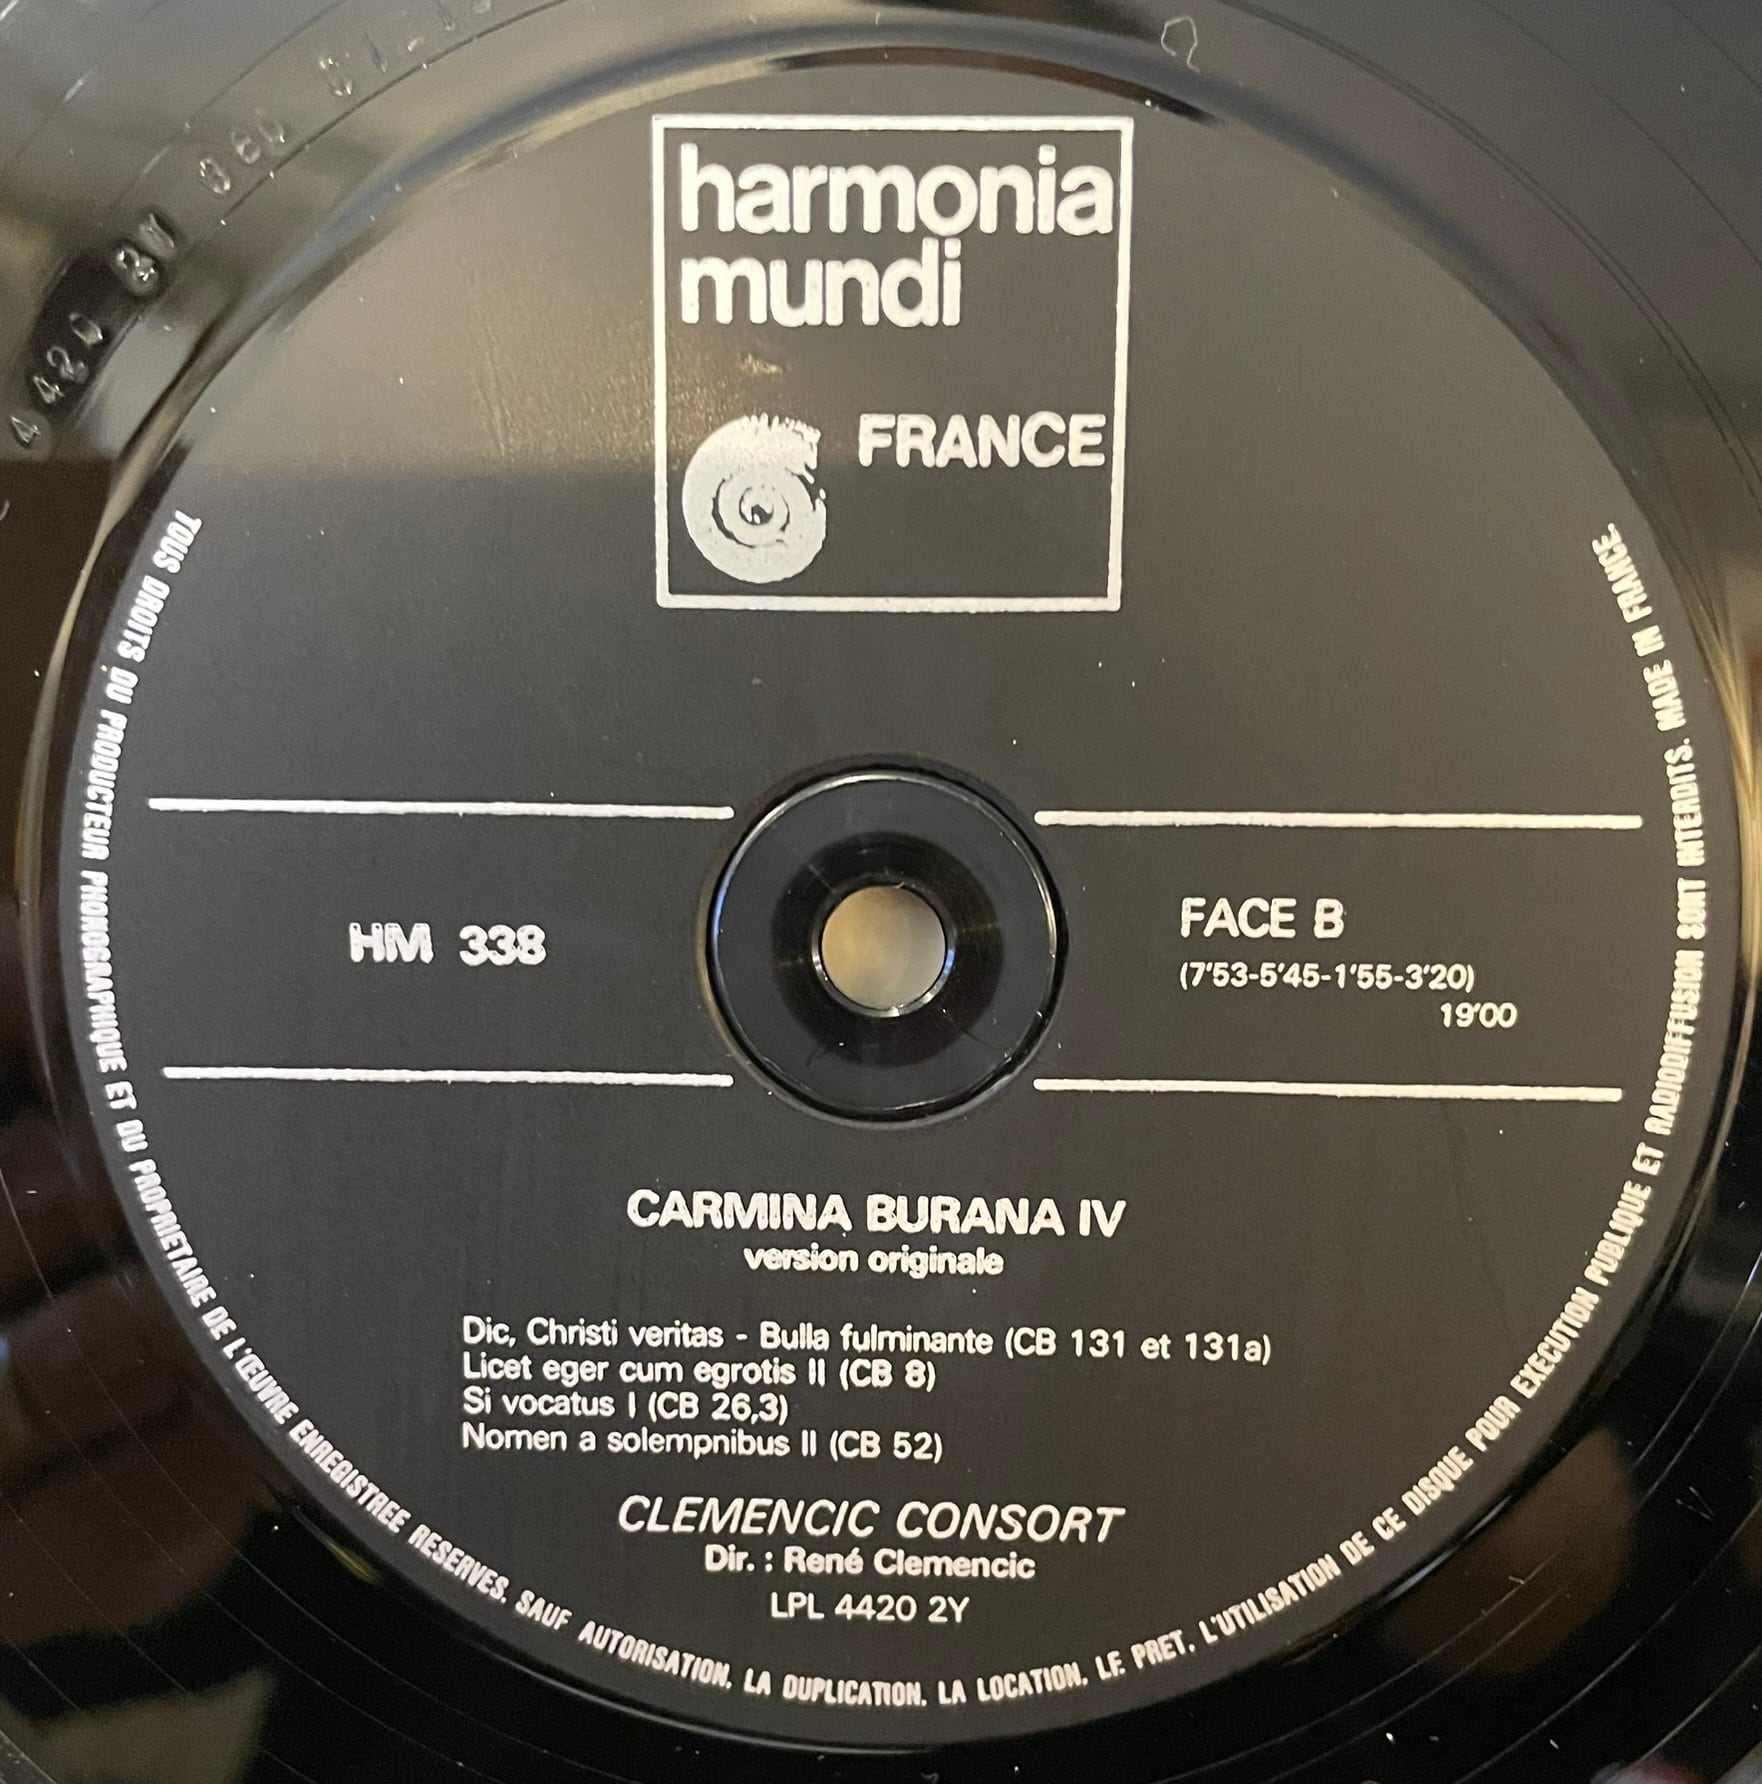 harmonia
mundi
FRANCE
HM 338
FACE B
(7'53-5'45-1'55-3'20)
19'00
CARMINA BURANA IV
version originale
Dic, Christi veritas - Bulla fulminante (CB 131 et 131a)
Licet eger cum egrotis II (CB 8)
Si vocatus I (CB 26,3)
Nomen a solempnibus II (CB 52)
CLEMENCIC CONSORT
Dir. : René Clemencic
LPL 4420 2Y
TOUS DROITS DU PRODUCTEUR PHONOGRAPHIQUE ET DU PROPRIETAIRE DE L'ŒUVRE ENREGISTREE RESERVES. SAUF AUTORISATION, LA DUPLICATION, LA LOCATION, LE PRET, L'UTILISATION DE CE DISQUE POUR EXECUTION PUBLIQUE ET RADIODIFFUSION SONT INTERDITS. MADE IN FRANCE.
4420 2Y